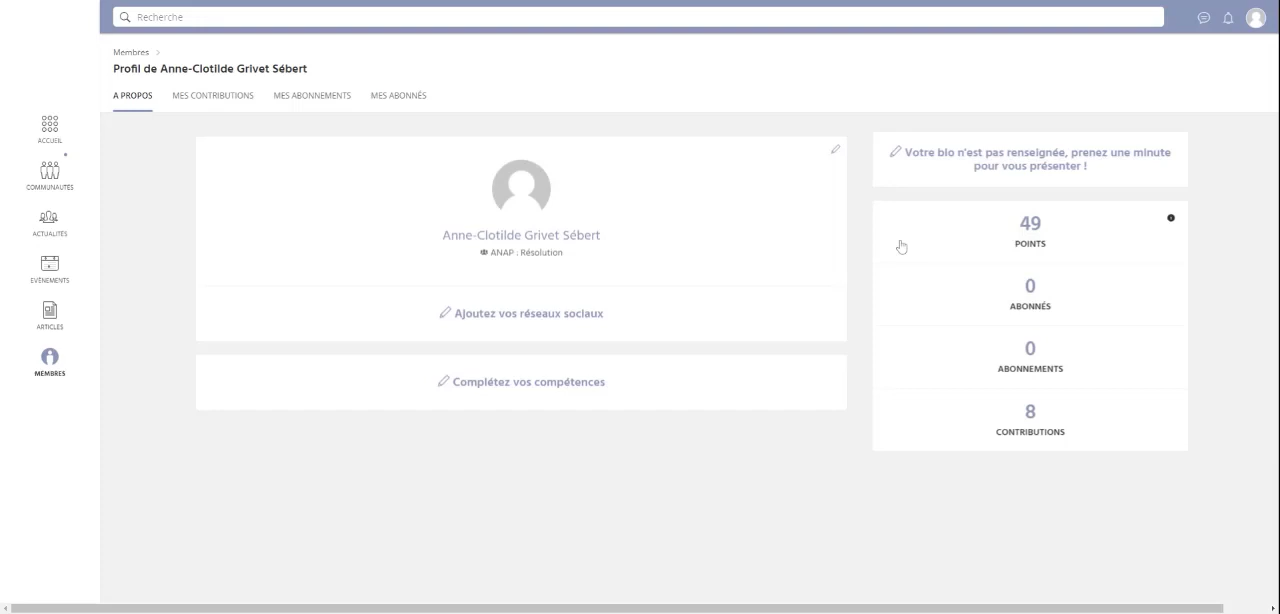 Recherche
Membres >
Profil de Anne-Clotilde Grivet Sébert
A PROPOS MES CONTRIBUTIONS MES ABONNEMENTS MES ABONNÉS
ACCUEIL
COMMUNAUTÉS
ACTUALITÉS
EVÈNEMENTS
ARTICLES
MEMBRES
Anne-Clotilde Grivet Sébert
ANAP : Résolution
Ajoutez vos réseaux sociaux
Complétez vos compétences
Votre bio n'est pas renseignée, prenez une minute
pour vous présenter !
49
POINTS
0
ABONNÉS
0
ABONNEMENTS
8
CONTRIBUTIONS